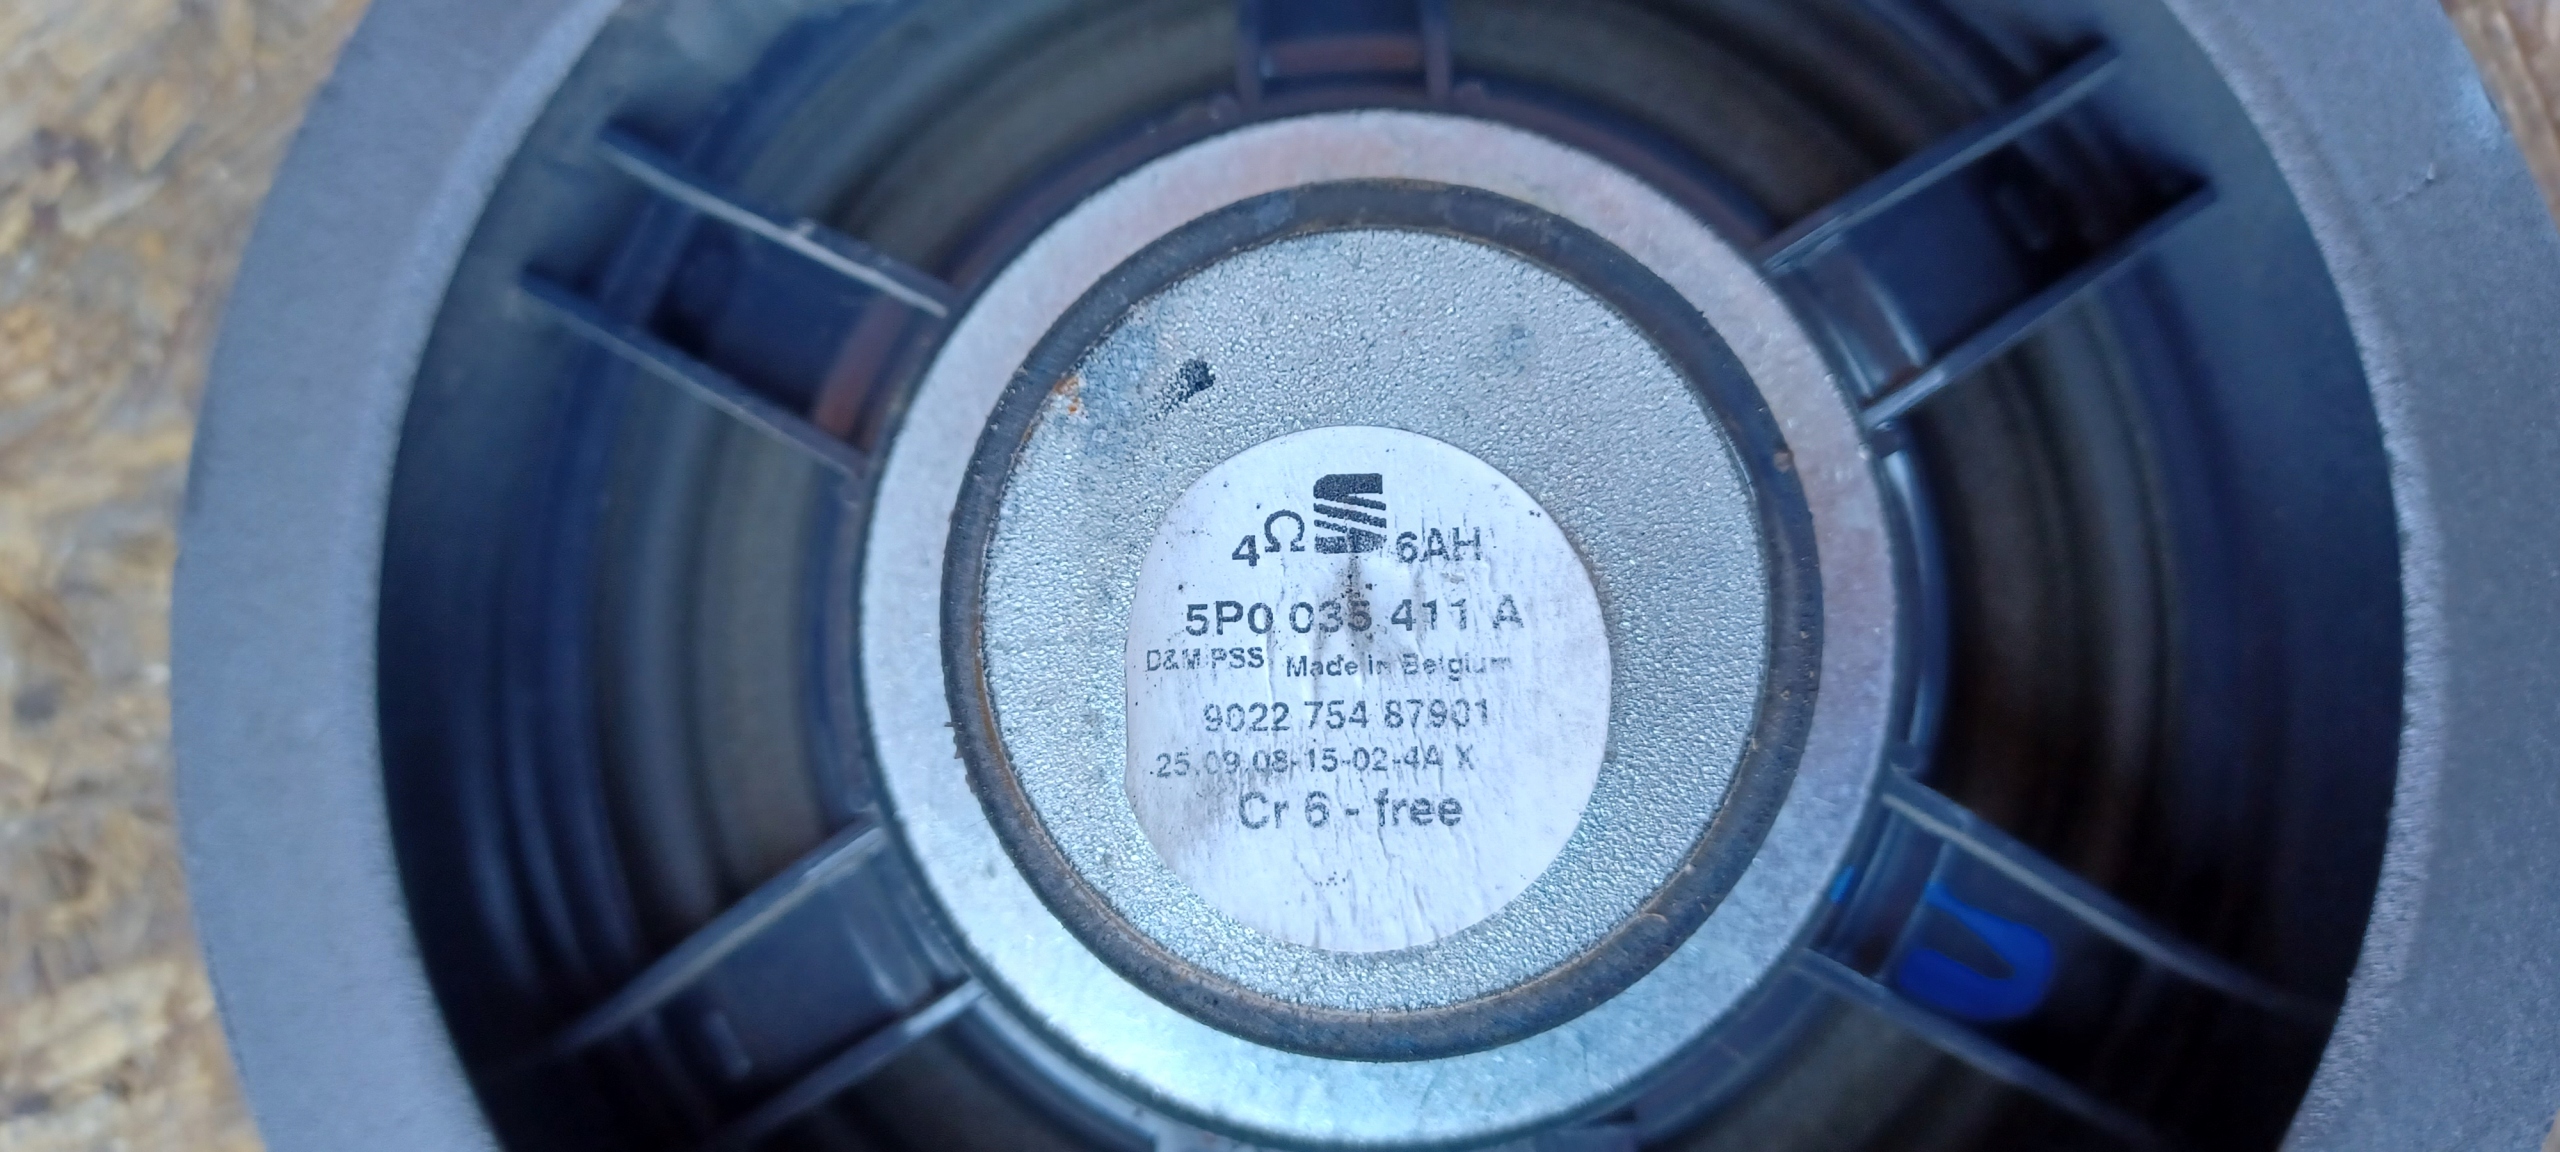 4Ω 6AH
5P0 035 411 A
D&M PSS Made in Belgium
9022 754 87901
25.09.08-15-02-4A X
Cr 6 - free